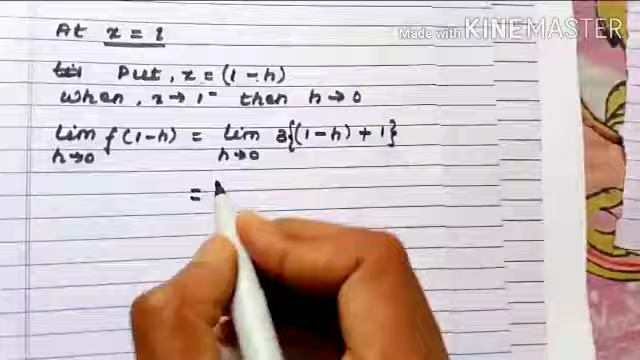 Made with KINEMASTER
At x = 1
Put, x = (1 - h)
When, x → 1⁻ then h → 0
lim f(1-h) = lim 3{(1-h) + 1}
h→0 h→0
=